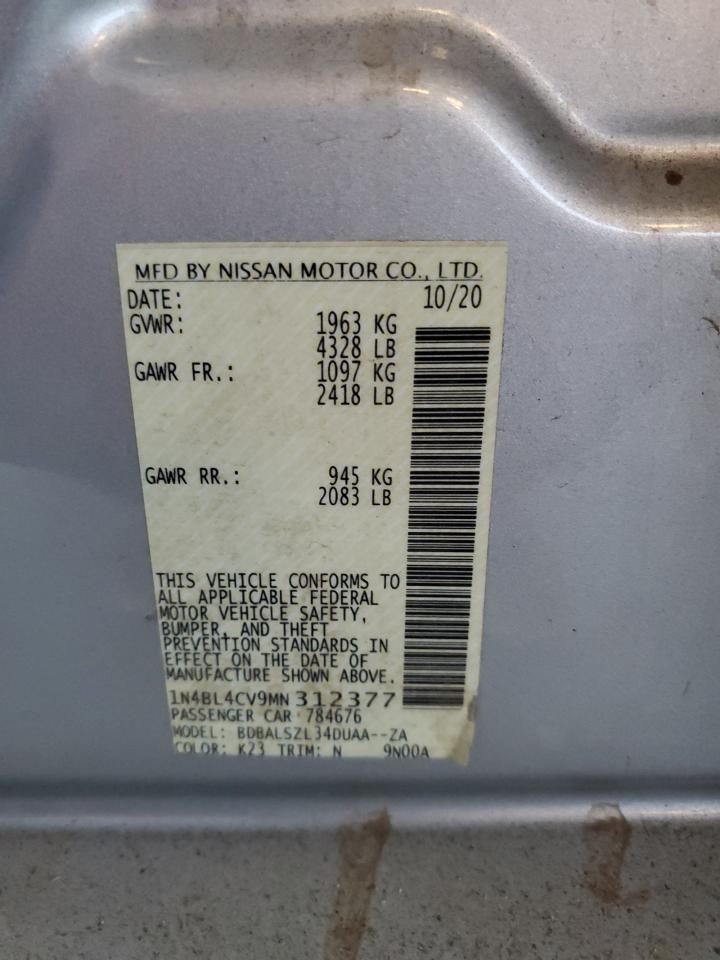 MFD BY NISSAN MOTOR CO., LTD.
DATE: 10/20
GVWR: 1963 KG
4328 LB
GAWR FR.: 1097 KG
2418 LB
GAWR RR.: 945 KG
2083 LB
THIS VEHICLE CONFORMS TO
ALL APPLICABLE FEDERAL
MOTOR VEHICLE SAFETY,
BUMPER, AND THEFT
PREVENTION STANDARDS IN
EFFECT ON THE DATE OF
MANUFACTURE SHOWN ABOVE.
1N4BL4CV9MN312377
PASSENGER CAR 784676
MODEL: BDBALSZL34DUAA--ZA
COLOR: K23 TRIM: N 9N00A